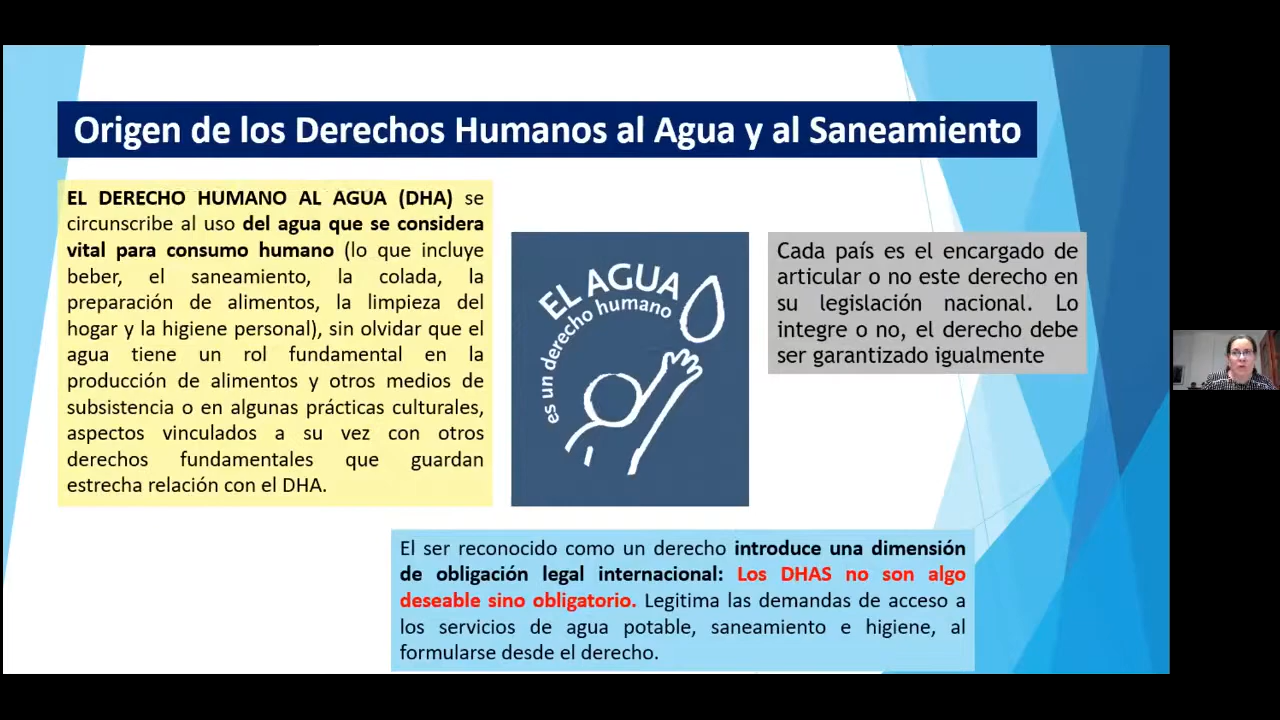 Origen de los Derechos Humanos al Agua y al Saneamiento
EL DERECHO HUMANO AL AGUA (DHA) se
circunscribe al uso del agua que se considera
vital para consumo humano (lo que incluye
beber, el saneamiento, la colada, la
preparación de alimentos, la limpieza del
hogar y la higiene personal), sin olvidar que el
agua tiene un rol fundamental en la
producción de alimentos y otros medios de
subsistencia o en algunas prácticas culturales,
aspectos vinculados a su vez con otros
derechos fundamentales que guardan
estrecha relación con el DHA.
EL AGUA
es un derecho humano
Cada país es el encargado de
articular o no este derecho en
su legislación nacional. Lo
integre o no, el derecho debe
ser garantizado igualmente
El ser reconocido como un derecho introduce una dimensión
de obligación legal internacional: Los DHAS no son algo
deseable sino obligatorio. Legitima las demandas de acceso a
los servicios de agua potable, saneamiento e higiene, al
formularse desde el derecho.